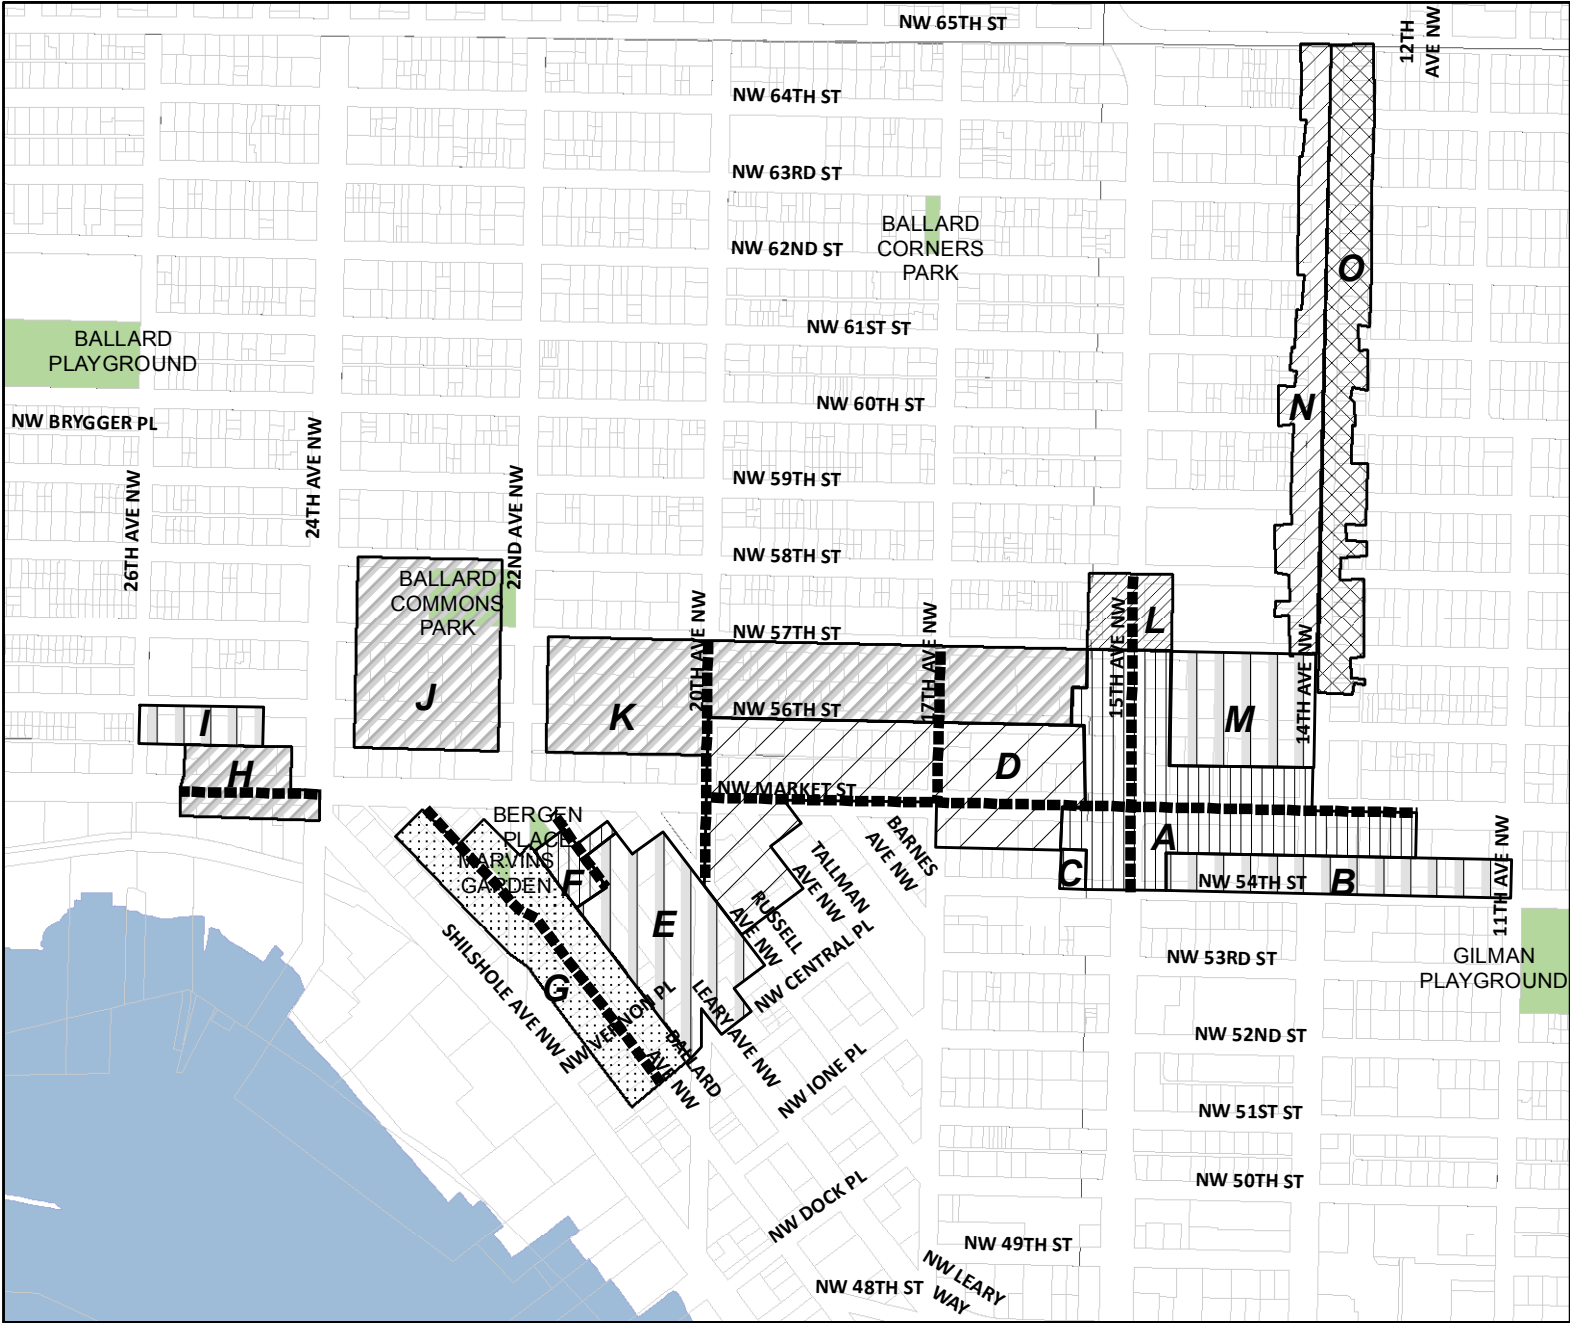 NW 65TH ST
12TH
AVE NW
NW 64TH ST
NW 63RD ST
BALLARD
CORNERS
PARK
NW 62ND ST
O
NW 61ST ST
BALLARD
PLAYGROUND
NW 60TH ST
N
NW BRYGGER PL
24TH AVE NW
26TH AVE NW
22ND AVE NW
NW 59TH ST
NW 58TH ST
BALLARD
COMMONS
PARK
20TH AVE NW
NW 57TH ST
17TH AVE NW
15TH AVE NW
L
14TH AVE NW
J
I
K
NW 56TH ST
M
H
D
NW MARKET ST
BERGEN
PLACE
MARVINS
GARDEN
F
BARNES
AVE NW
TALLMAN
AVE NW
A
C
NW 54TH ST
B
11TH AVE NW
E
RUSSELL
AVE NW
NW CENTRAL PL
NW 53RD ST
GILMAN
PLAYGROUND
SHILSHOLE AVE NW
G
NW VERNON PL
LEARY AVE NW
BALLARD
AVE NW
NW 52ND ST
NW IONE PL
NW 51ST ST
NW 50TH ST
NW DOCK PL
NW 49TH ST
NW 48TH ST
NW LEARY
WAY